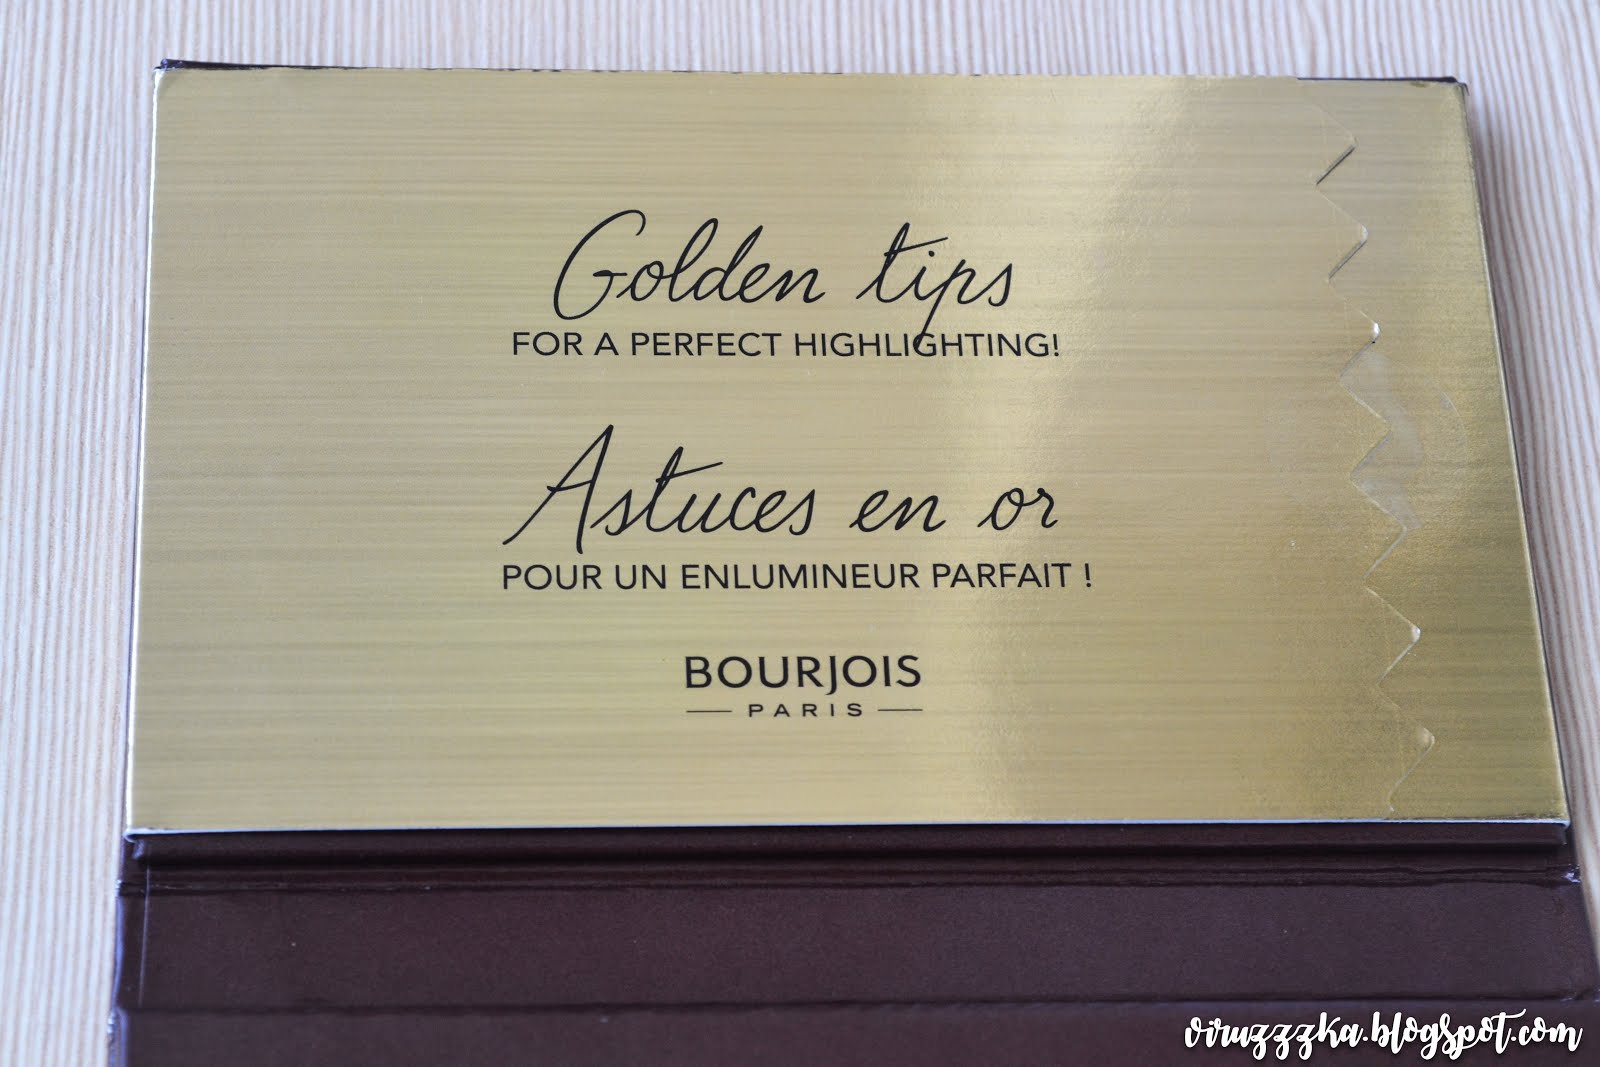 Golden tips
FOR A PERFECT HIGHLIGHTING!
Astuces en or
POUR UN ENLUMINEUR PARFAIT !
BOURJOIS
PARIS
viruzzzka.blogspot.com